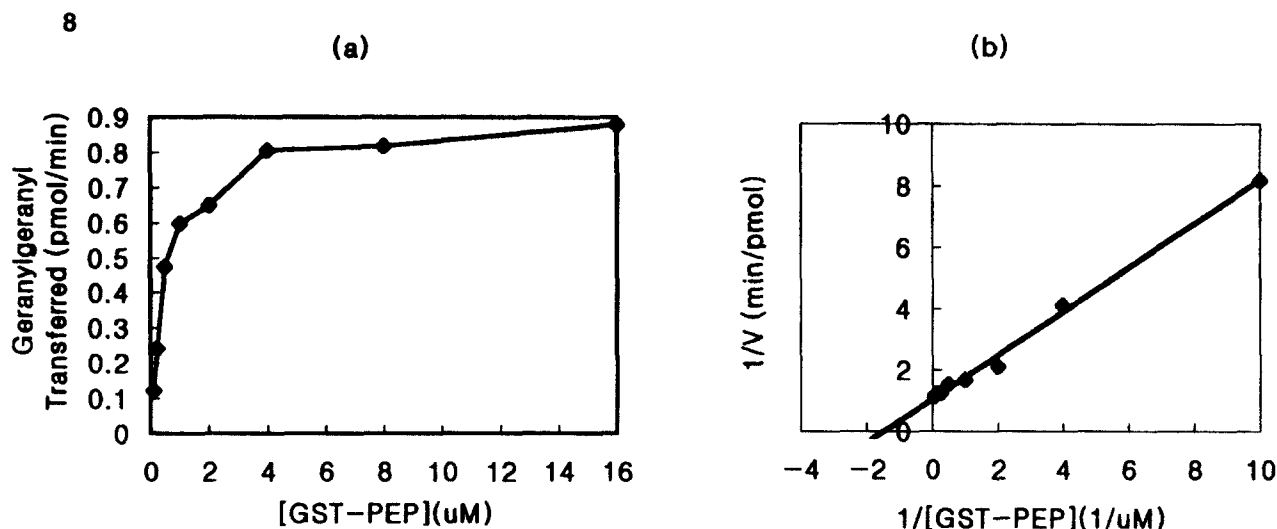 8
(a)
Geranylgeranyl
Transferred (pmol/min)
0.9
0.8
0.7
0.6
0.5
0.4
0.3
0.2
0.1
0
0 2 4 6 8 10 12 14 16
[GST-PEP](uM)
(b)
1/V (min/pmol)
10
8
6
4
2
0
-4 -2 0 2 4 6 8 10
1/[GST-PEP](1/uM)